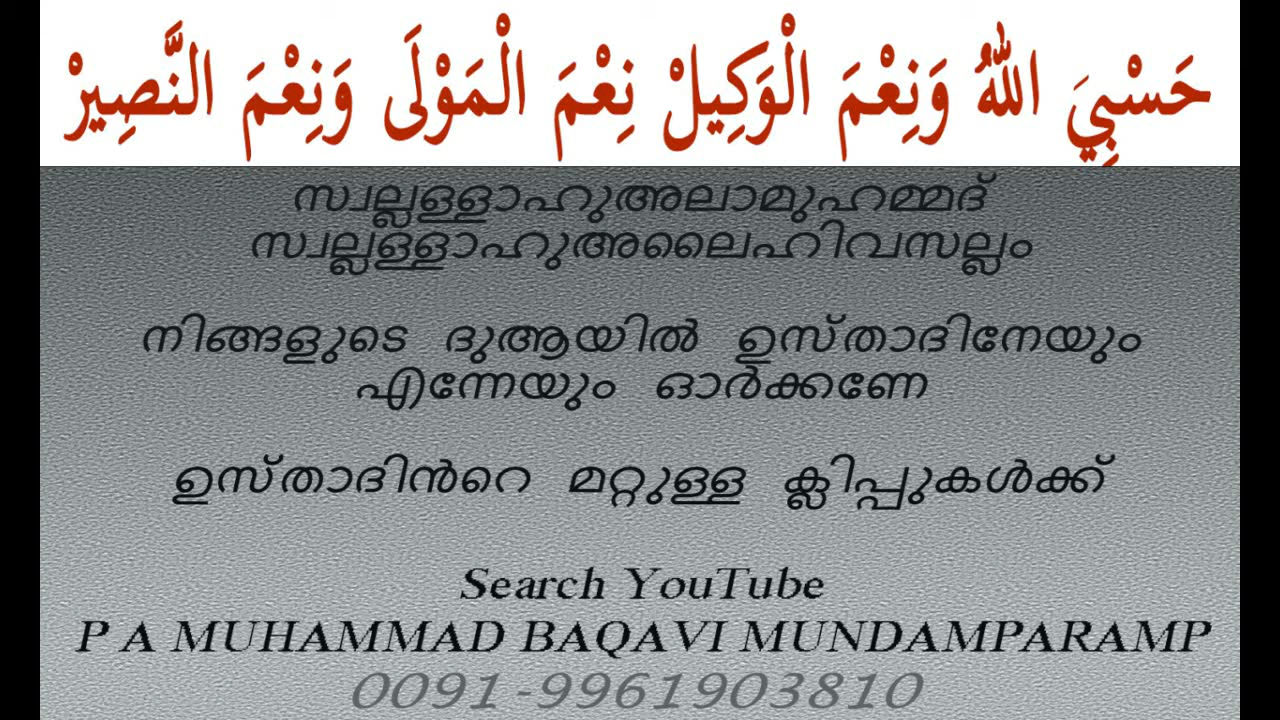 حَسْبِيَ اللهُ وَنِعْمَ الْوَكِيلْ نِعْمَ الْمَوْلَى وَنِعْمَ النَّصِيرْ
സ്വല്ലള്ളാഹുഅലാമുഹമ്മദ്
സ്വല്ലള്ളാഹുഅലൈഹിവസല്ലം
നിങ്ങളുടെ ദുആയിൽ ഉസ്താദിനേയും
എന്നേയും ഓർക്കണേ
ഉസ്താദിൻറെ മറ്റുള്ള ക്ലിപ്പുകൾക്ക്
Search YouTube
P A MUHAMMAD BAQAVI MUNDAMPARAMP
0091-9961903810